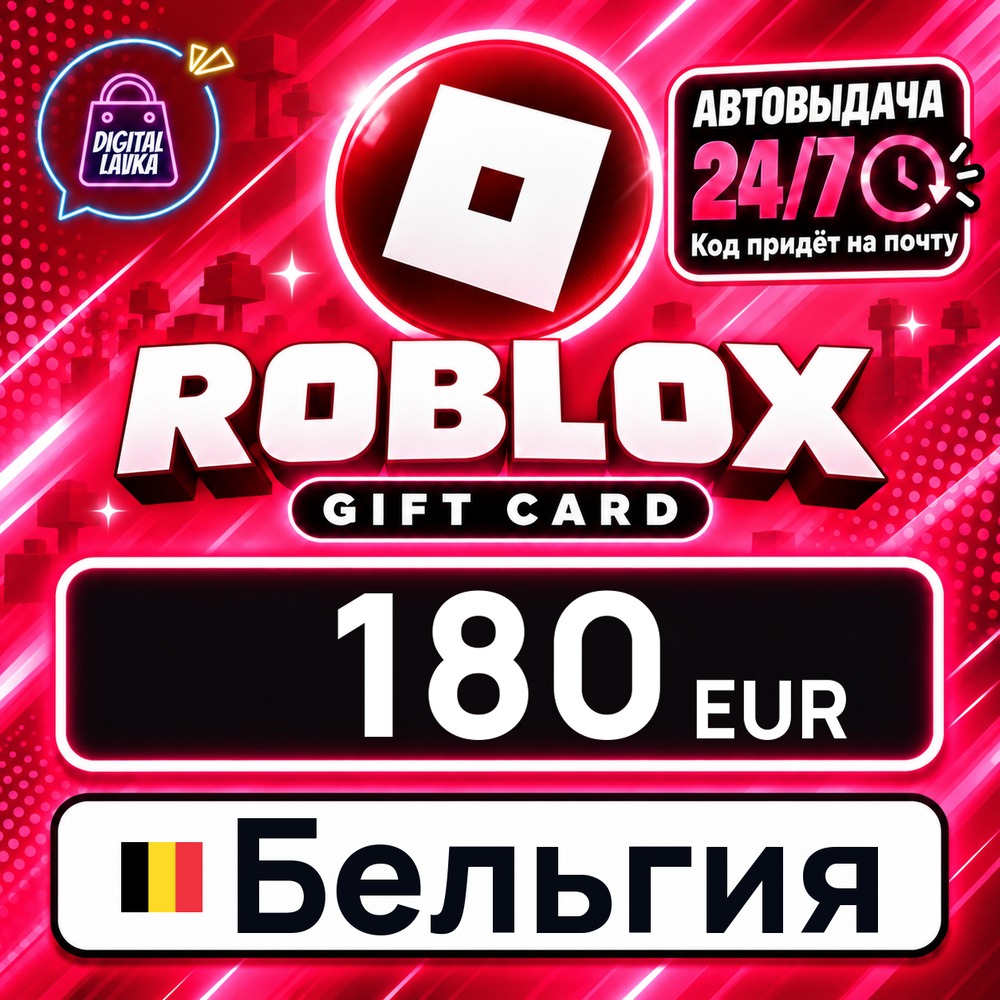 DIGITAL
LAVKA
АВТОВЫДАЧА
24/7
Код придёт на почту
ROBLOX
GIFT CARD
180 EUR
Бельгия